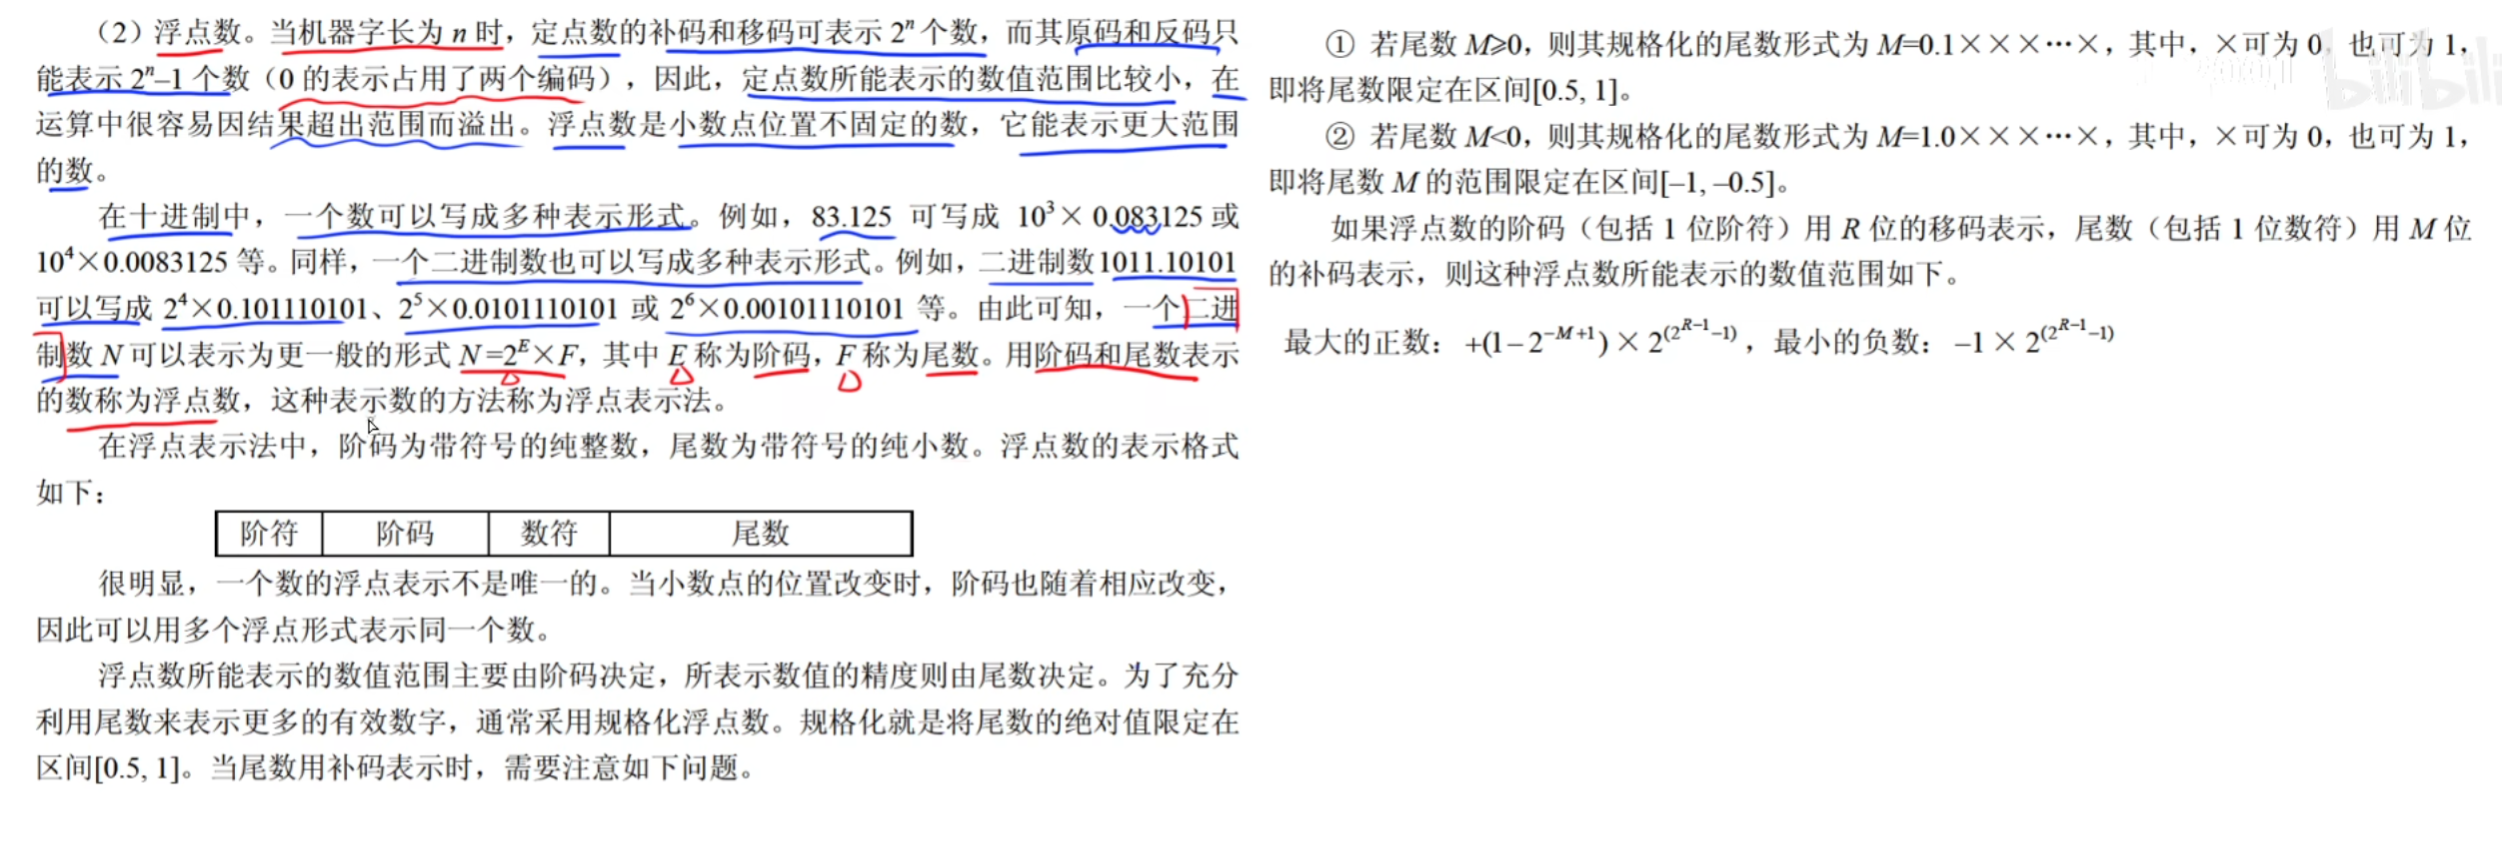 （2）浮点数。当机器字长为 n 时，定点数的补码和移码可表示 2ⁿ 个数，而其原码和反码只
能表示 2ⁿ–1 个数（0 的表示占用了两个编码），因此，定点数所能表示的数值范围比较小，在
运算中很容易因结果超出范围而溢出。浮点数是小数点位置不固定的数，它能表示更大范围
的数。
在十进制中，一个数可以写成多种表示形式。例如，83.125 可写成 10³× 0.083125 或
10⁴×0.0083125 等。同样，一个二进制数也可以写成多种表示形式。例如，二进制数 1011.10101
可以写成 2⁴×0.101110101、2⁵×0.0101110101 或 2⁶×0.00101110101 等。由此可知，一个二进
制数 N 可以表示为更一般的形式 N=2ᴱ×F，其中 E 称为阶码，F 称为尾数。用阶码和尾数表示
的数称为浮点数，这种表示数的方法称为浮点表示法。
在浮点表示法中，阶码为带符号的纯整数，尾数为带符号的纯小数。浮点数的表示格式
如下：
阶符 阶码 数符 尾数
很明显，一个数的浮点表示不是唯一的。当小数点的位置改变时，阶码也随着相应改变，
因此可以用多个浮点形式表示同一个数。
浮点数所能表示的数值范围主要由阶码决定，所表示数值的精度则由尾数决定。为了充分
利用尾数来表示更多的有效数字，通常采用规格化浮点数。规格化就是将尾数的绝对值限定在
区间[0.5, 1]。当尾数用补码表示时，需要注意如下问题。
① 若尾数 M≥0，则其规格化的尾数形式为 M=0.1×××…×，其中，×可为 0，也可为 1，
即将尾数限定在区间[0.5, 1]。
② 若尾数 M<0，则其规格化的尾数形式为 M=1.0×××…×，其中，×可为 0，也可为 1，
即将尾数 M 的范围限定在区间[–1, –0.5]。
如果浮点数的阶码（包括 1 位阶符）用 R 位的移码表示，尾数（包括 1 位数符）用 M 位
的补码表示，则这种浮点数所能表示的数值范围如下。
最大的正数：+(1–2^(–M+1))×2^(2^(R–1)–1)，最小的负数：–1×2^(2^(R–1)–1)
bilibili